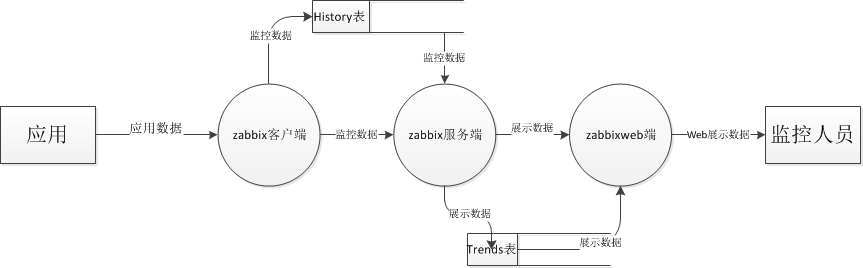 History表
监控数据
监控数据
应用
应用数据
zabbix客户端
监控数据
zabbix服务端
展示数据
zabbixweb端
Web展示数据
监控人员
展示数据
Trends表
展示数据